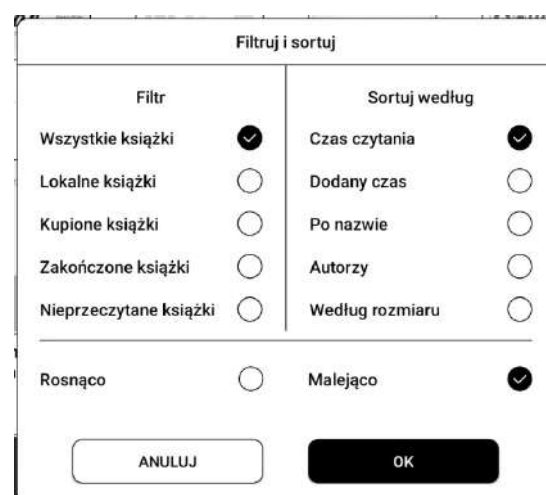 Filtruj i sortuj
Filtr
Wszystkie książki
Lokalne książki
Kupione książki
Zakończone książki
Nieprzeczytane książki
Sortuj według
Czas czytania
Dodany czas
Po nazwie
Autorzy
Według rozmiaru
Rosnąco
Malejąco
ANULUJ
OK